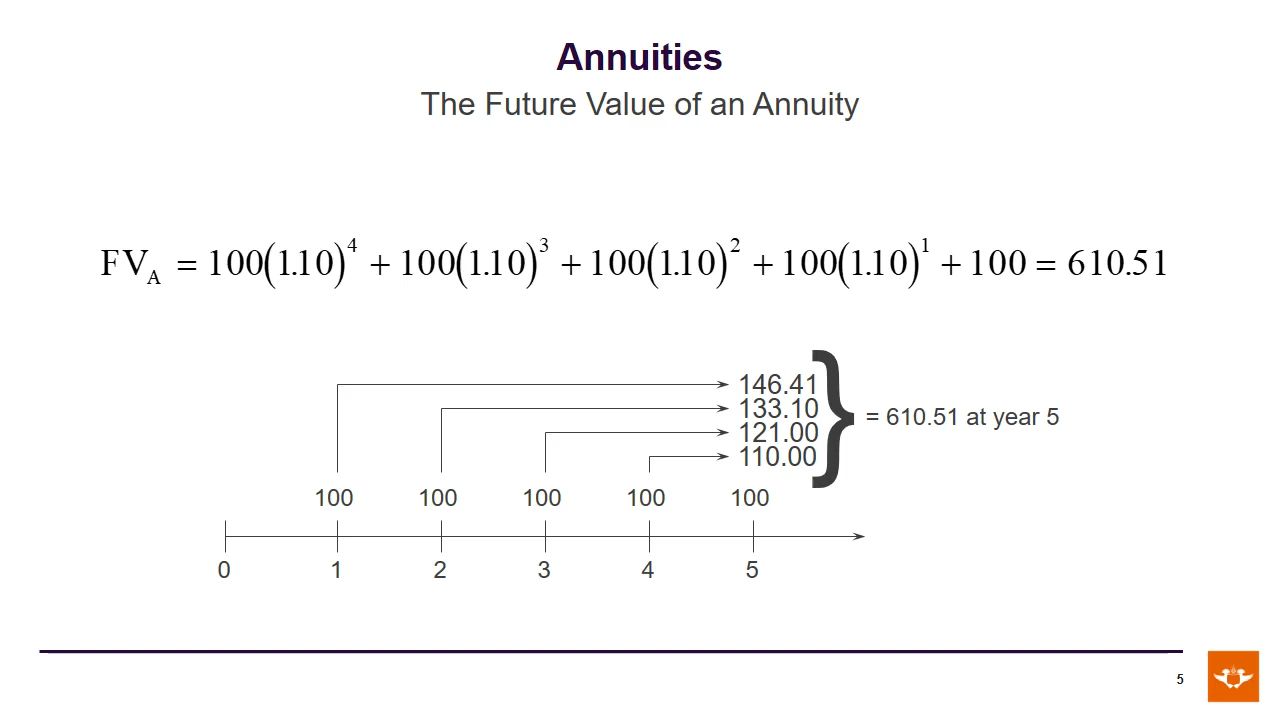 Annuities
The Future Value of an Annuity
FV_A = 100(1.10)^4 + 100(1.10)^3 + 100(1.10)^2 + 100(1.10)^1 + 100 = 610.51
146.41
133.10
121.00
110.00
} = 610.51 at year 5
100 100 100 100 100
0 1 2 3 4 5
5